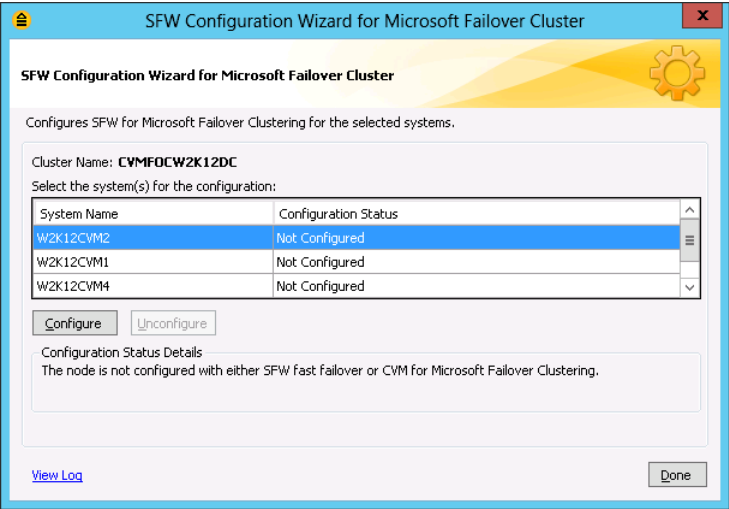 SFW Configuration Wizard for Microsoft Failover Cluster
x
SFW Configuration Wizard for Microsoft Failover Cluster
Configures SFW for Microsoft Failover Clustering for the selected systems.
Cluster Name: CVMFOCW2K12DC
Select the system(s) for the configuration:
System Name Configuration Status
W2K12CVM2 Not Configured
W2K12CVM1 Not Configured
W2K12CVM4 Not Configured
Configure Unconfigure
Configuration Status Details
The node is not configured with either SFW fast failover or CVM for Microsoft Failover Clustering.
View Log Done